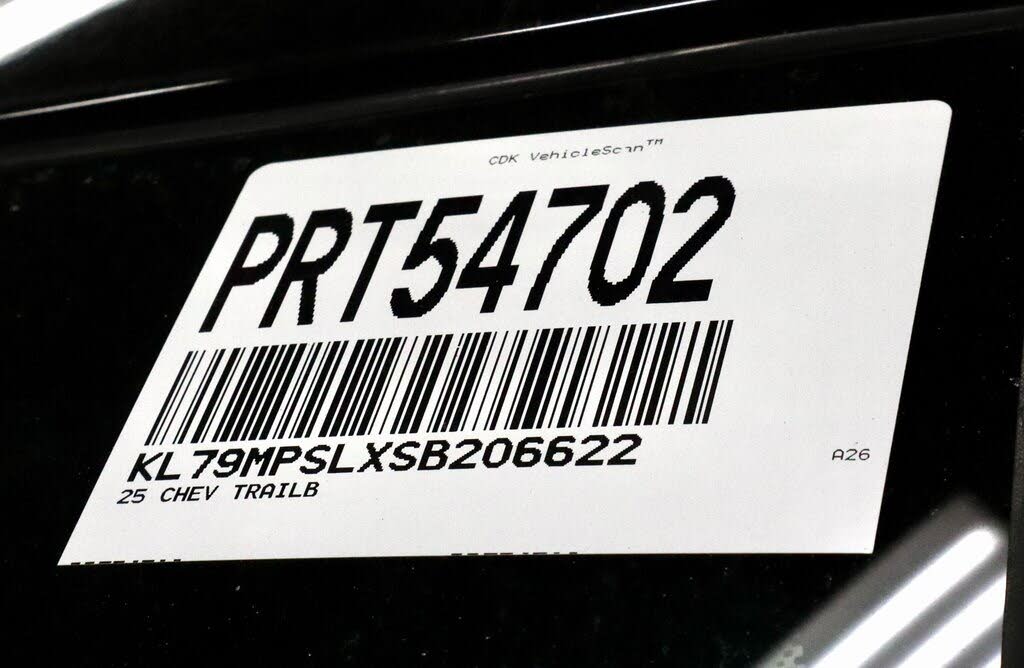 CDK VehicleScan™
PRT54702
KL79MPSLXSB206622
25 CHEV TRAILB
A26